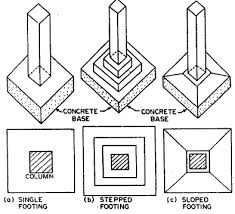 CONCRETE CONCRETE
BASE BASE
COLUMN
(a) SINGLE (b) STEPPED (c) SLOPED
FOOTING FOOTING FOOTING